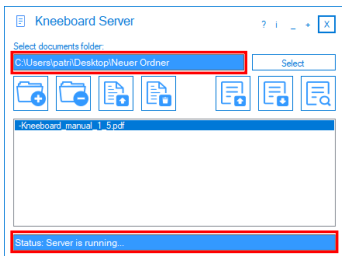 Kneeboard Server
? i _ + X
Select documents folder:
C:\Users\patri\Desktop\Neuer Ordner
Select
-Kneeboard_manual_1_5.pdf
Status: Server is running...